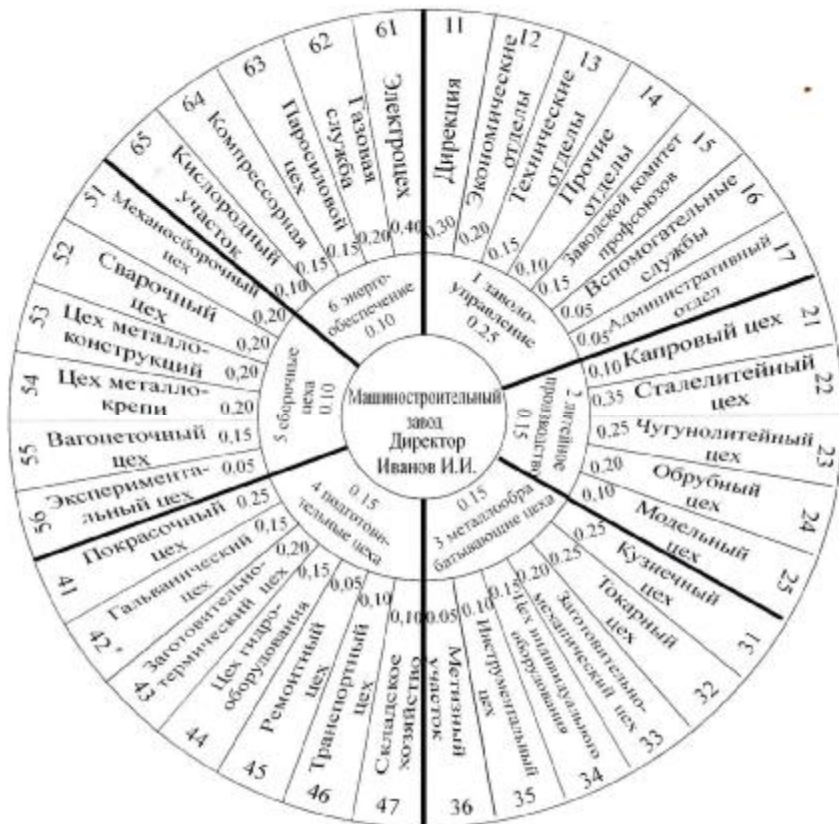 Машиностроительный
завод
Директор
Иванов И.И.
1 заводо-
управление
0.25
11
Дирекция
0,30
12
Экономические
отделы
0,20
13
Технические
отделы
0,15
14
Прочие
отделы
0,10
15
Заводской комитет
профсоюзов
0,15
16
Вспомогательные
службы
0,05
17
Административный
отдел
0,05
2 литейное
производство
0.15
21
Капровый цех
0,10
22
Сталелитейный
цех
0,35
23
Чугунолитейный
цех
0,25
24
Обрубный
цех
0,20
25
Модельный
цех
0,10
0.15
3 металлообра
батывающие цеха
31
Кузнечный
цех
0,25
32
Токарный
цех
0,25
33
Заготовительно-
механический цех
0,20
34
Цех индивидуального
оборудования
0,15
35
Инструментальный
цех
0,10
36
Метизный
участок
0.05
0.15
4 подготови-
тельные цеха
41
Покрасочный
цех
0,25
42
Гальванический
цех
0,15
43
Заготовительно-
термический цех
0,20
44
Цех гидро-
оборудования
0,15
45
Ремонтный
цех
0,05
46
Транспортный
цех
0,10
47
Складское
хозяйство
0,10
5 сборочные
цеха
0.10
51
Механосборочный
цех
0,20
52
Сварочный
цех
0,20
53
Цех металло-
конструкций
0,20
54
Цех металло-
крепи
0,20
55
Вагонеточный
цех
0,15
56
Эксперимента-
льный цех
0,05
6 энерго-
обеспечение
0.10
61
Электроцех
0,40
62
Газовая
служба
0,20
63
Паросиловой
цех
0,15
64
Компрессорная
0,15
65
Кислородный
участок
0,10